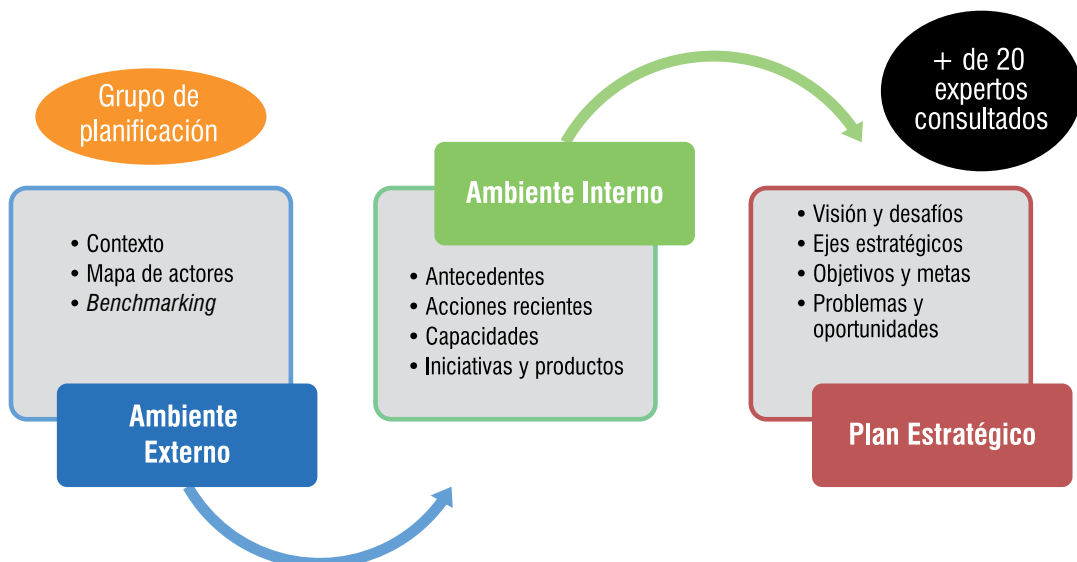 Grupo de
planificación
• Contexto
• Mapa de actores
• Benchmarking
Ambiente
Externo
Ambiente Interno
• Antecedentes
• Acciones recientes
• Capacidades
• Iniciativas y productos
+ de 20
expertos
consultados
• Visión y desafíos
• Ejes estratégicos
• Objetivos y metas
• Problemas y
oportunidades
Plan Estratégico